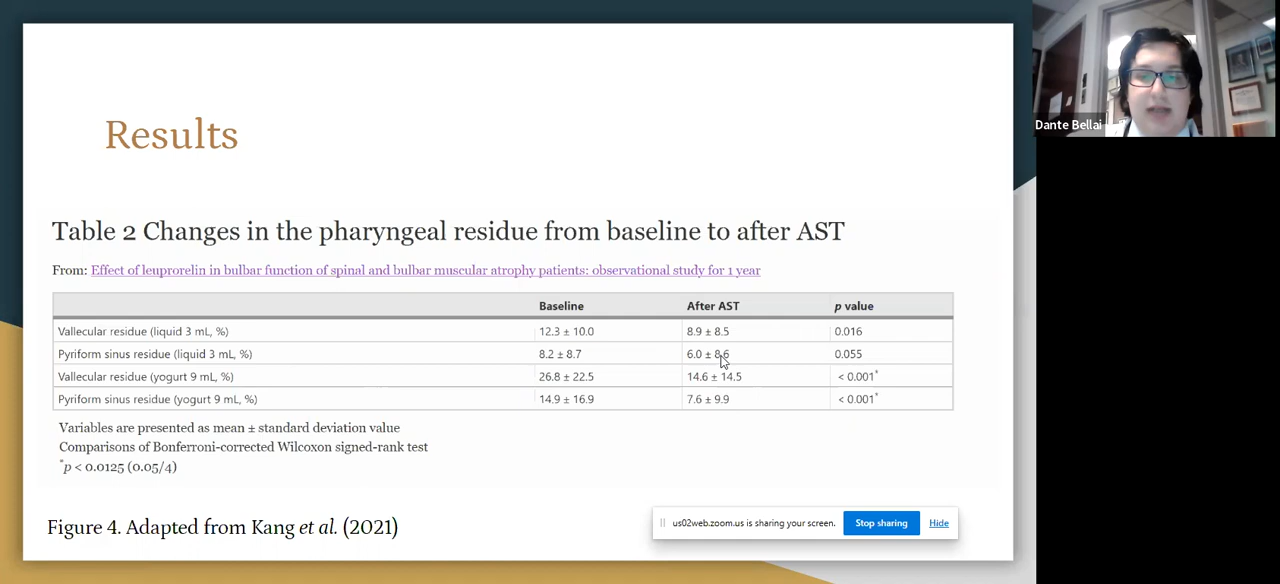 Results
Table 2 Changes in the pharyngeal residue from baseline to after AST
From: Effect of leuprorelin in bulbar function of spinal and bulbar muscular atrophy patients: observational study for 1 year
Baseline After AST p value
Vallecular residue (liquid 3 mL, %) 12.3 ± 10.0 8.9 ± 8.5 0.016
Pyriform sinus residue (liquid 3 mL, %) 8.2 ± 8.7 6.0 ± 8.6 0.055
Vallecular residue (yogurt 9 mL, %) 26.8 ± 22.5 14.6 ± 14.5 < 0.001*
Pyriform sinus residue (yogurt 9 mL, %) 14.9 ± 16.9 7.6 ± 9.9 < 0.001*
Variables are presented as mean ± standard deviation value
Comparisons of Bonferroni-corrected Wilcoxon signed-rank test
*p < 0.0125 (0.05/4)
Figure 4. Adapted from Kang et al. (2021)
us02web.zoom.us is sharing your screen. Stop sharing Hide
Dante Bellai